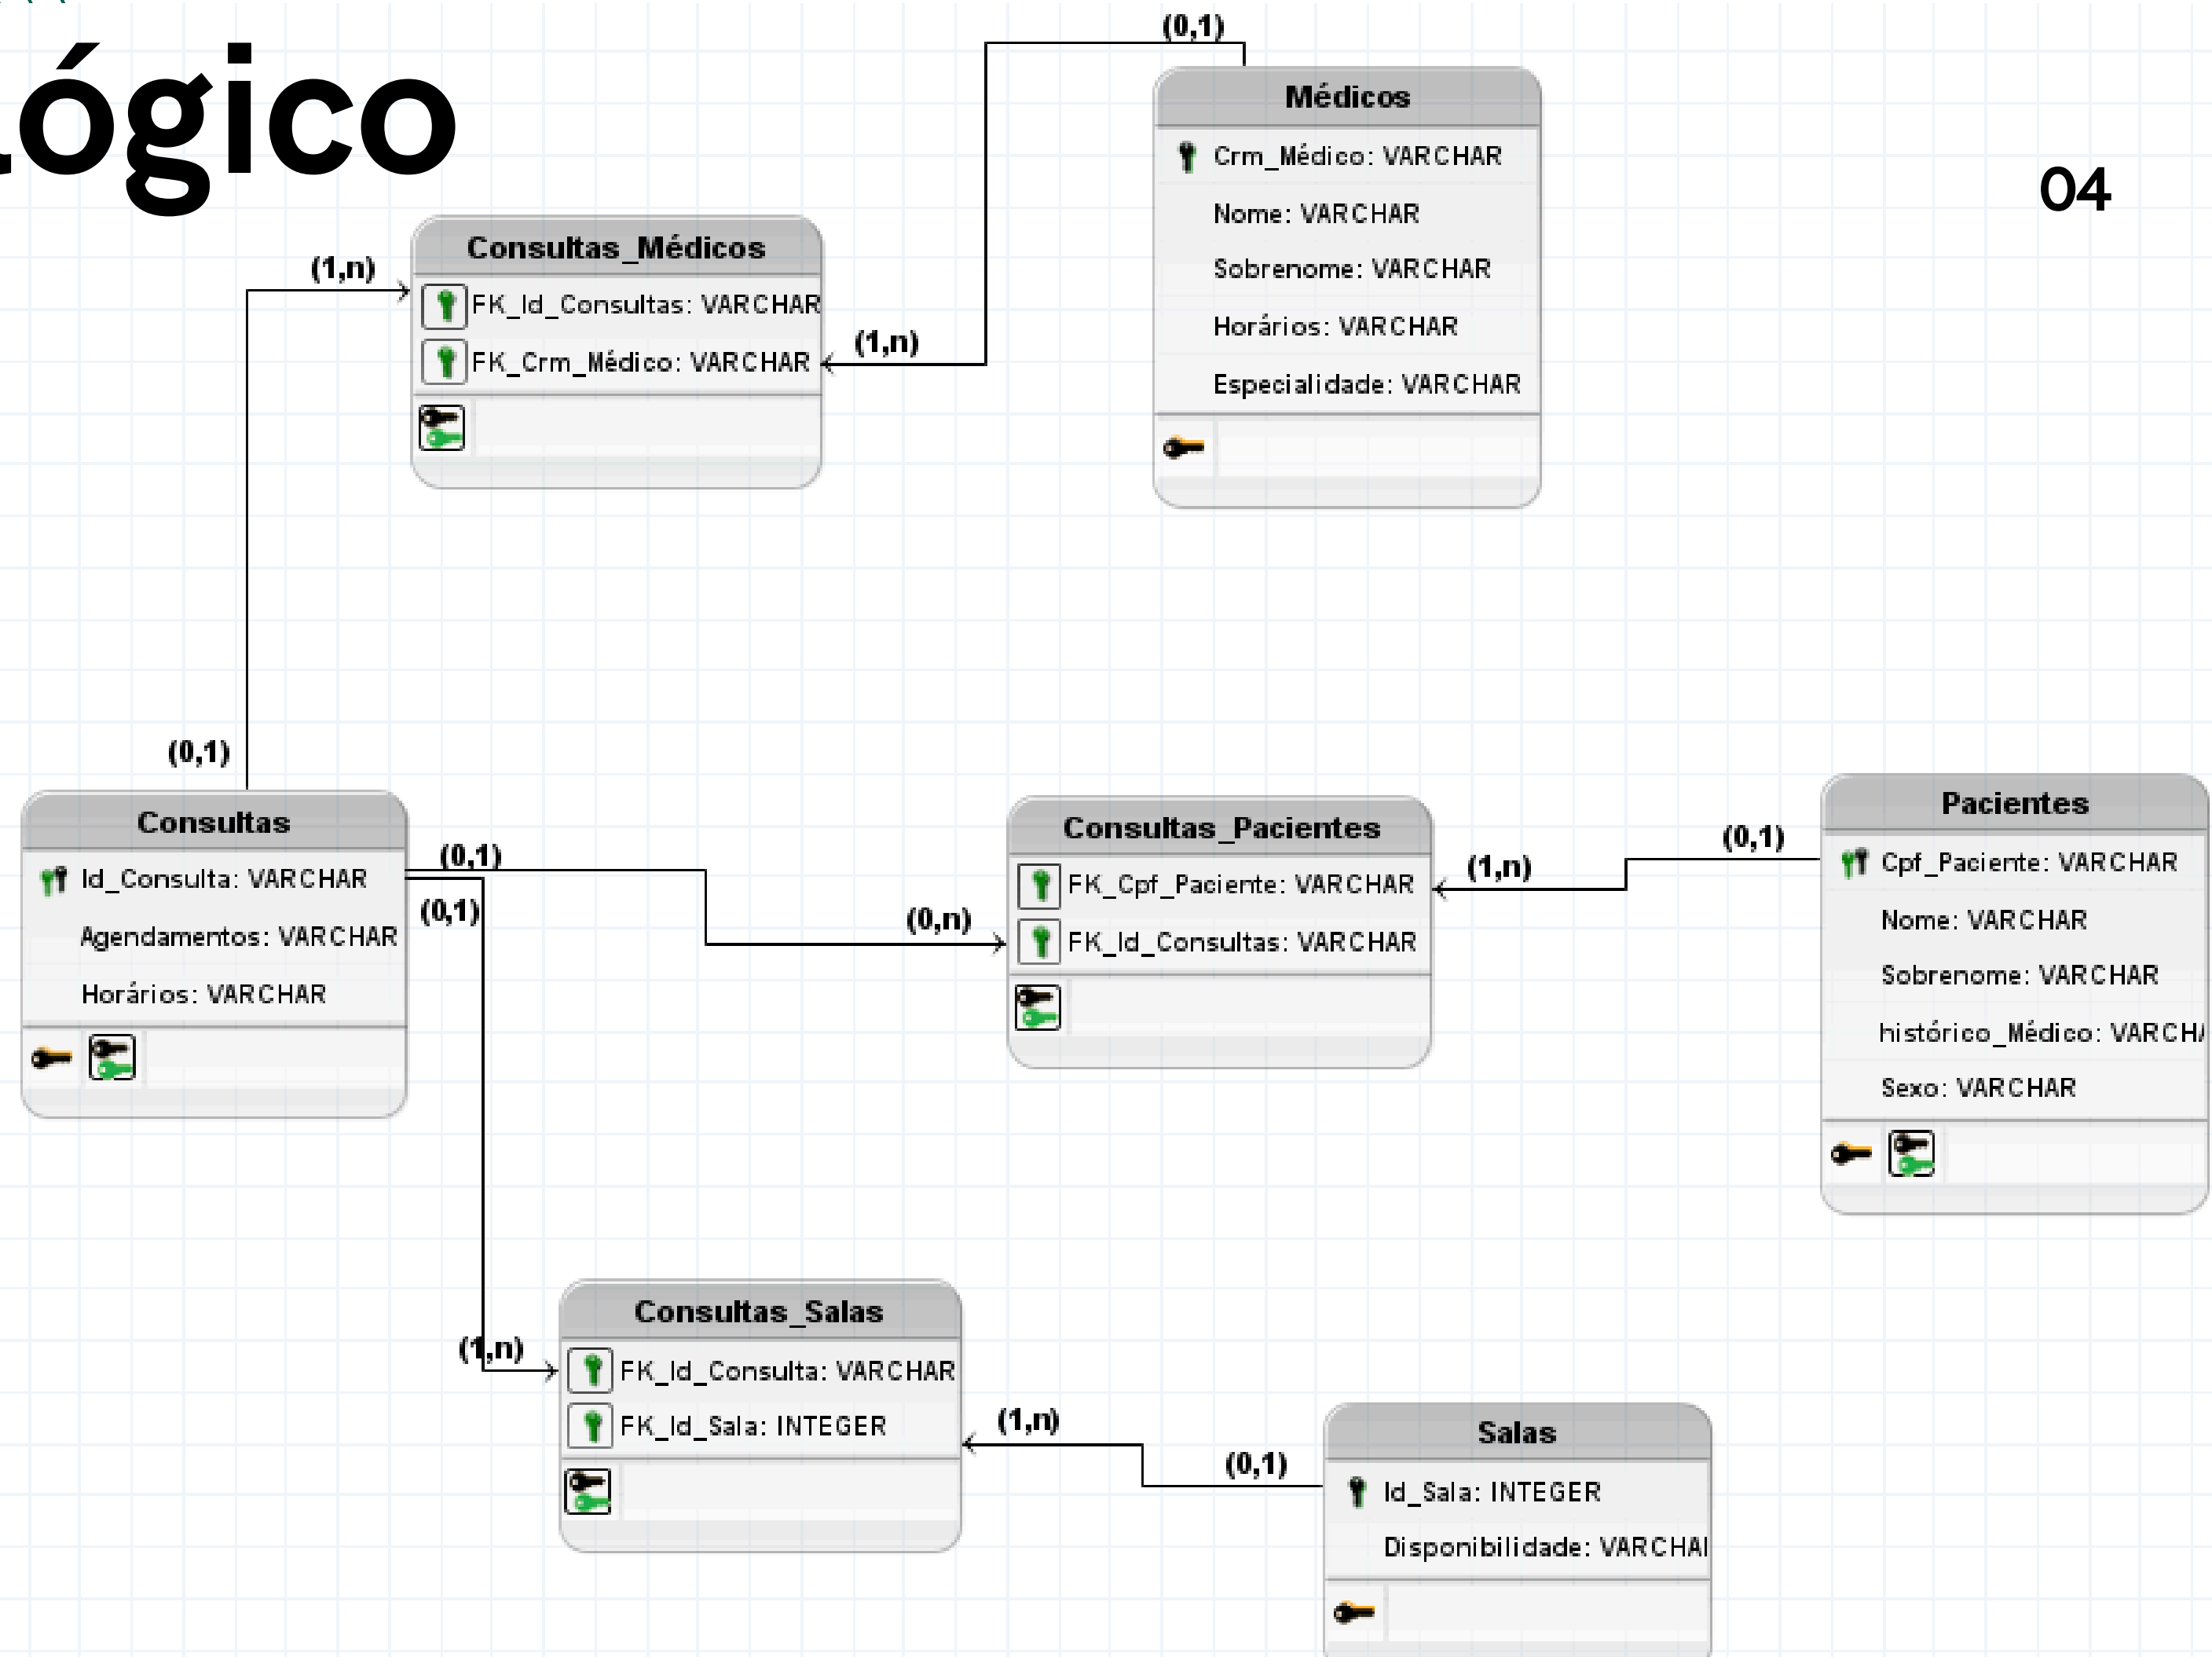 ógico
04
(0,1)
Médicos
Crm_Médico: VARCHAR
Nome: VARCHAR
Sobrenome: VARCHAR
Horários: VARCHAR
Especialidade: VARCHAR
(1,n)
Consultas_Médicos
FK_Id_Consultas: VARCHAR
FK_Crm_Médico: VARCHAR
(1,n)
(0,1)
Consultas
Id_Consulta: VARCHAR
Agendamentos: VARCHAR
Horários: VARCHAR
(0,1)
(0,1)
(0,n)
Consultas_Pacientes
FK_Cpf_Paciente: VARCHAR
FK_Id_Consultas: VARCHAR
(1,n)
(0,1)
Pacientes
Cpf_Paciente: VARCHAR
Nome: VARCHAR
Sobrenome: VARCHAR
histórico_Médico: VARCHA
Sexo: VARCHAR
(1,n)
Consultas_Salas
FK_Id_Consulta: VARCHAR
FK_Id_Sala: INTEGER
(1,n)
(0,1)
Salas
Id_Sala: INTEGER
Disponibilidade: VARCHA